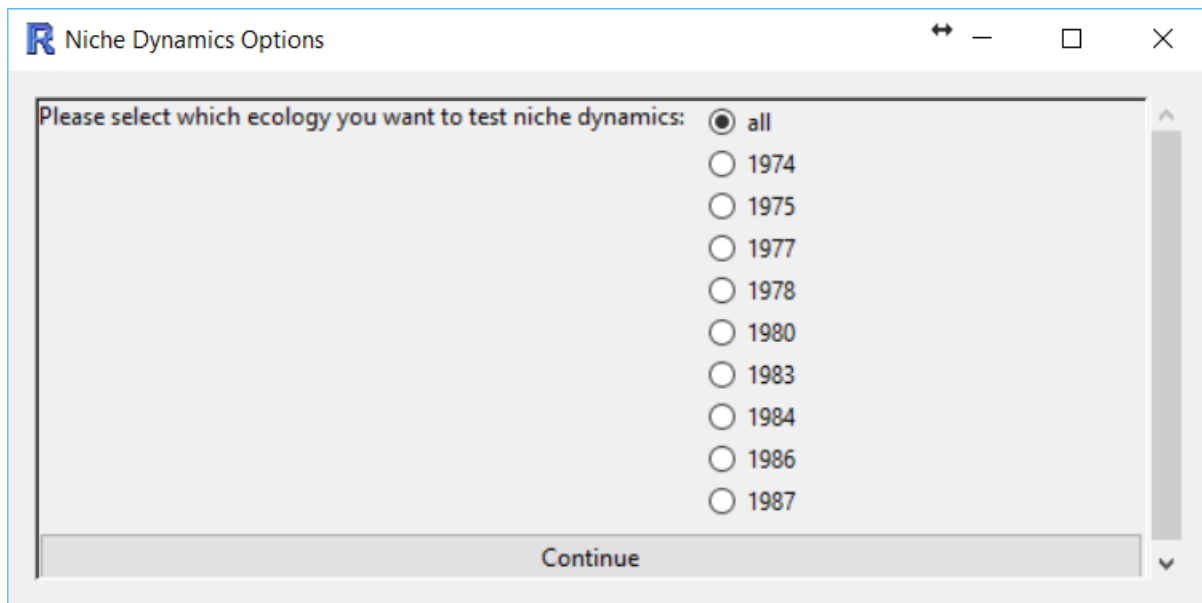 Niche Dynamics Options
Please select which ecology you want to test niche dynamics:
all
1974
1975
1977
1978
1980
1983
1984
1986
1987
Continue